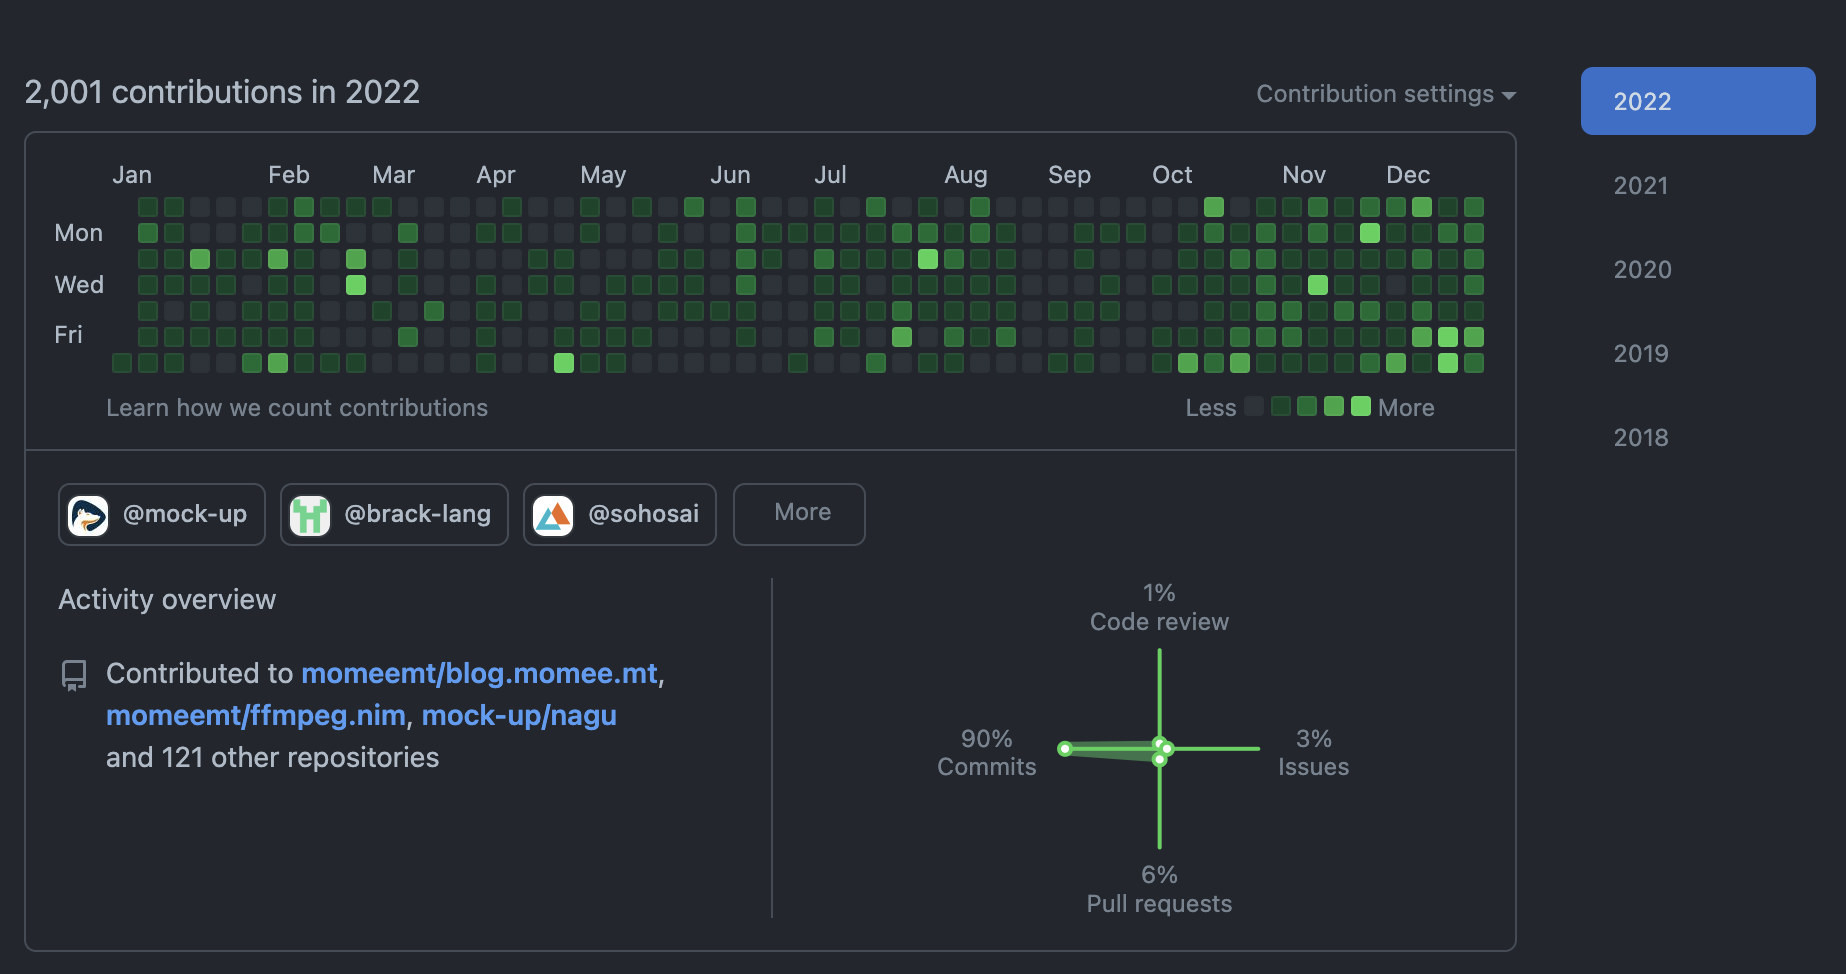 2,001 contributions in 2022
Contribution settings
2022
2021
2020
2019
2018
Jan Feb Mar Apr May Jun Jul Aug Sep Oct Nov Dec
Mon
Wed
Fri
Learn how we count contributions
Less More
@mock-up @brack-lang @sohosai More
Activity overview
Contributed to momeemt/blog.momee.mt,
momeemt/ffmpeg.nim, mock-up/nagu
and 121 other repositories
1%
Code review
90%
Commits
3%
Issues
6%
Pull requests